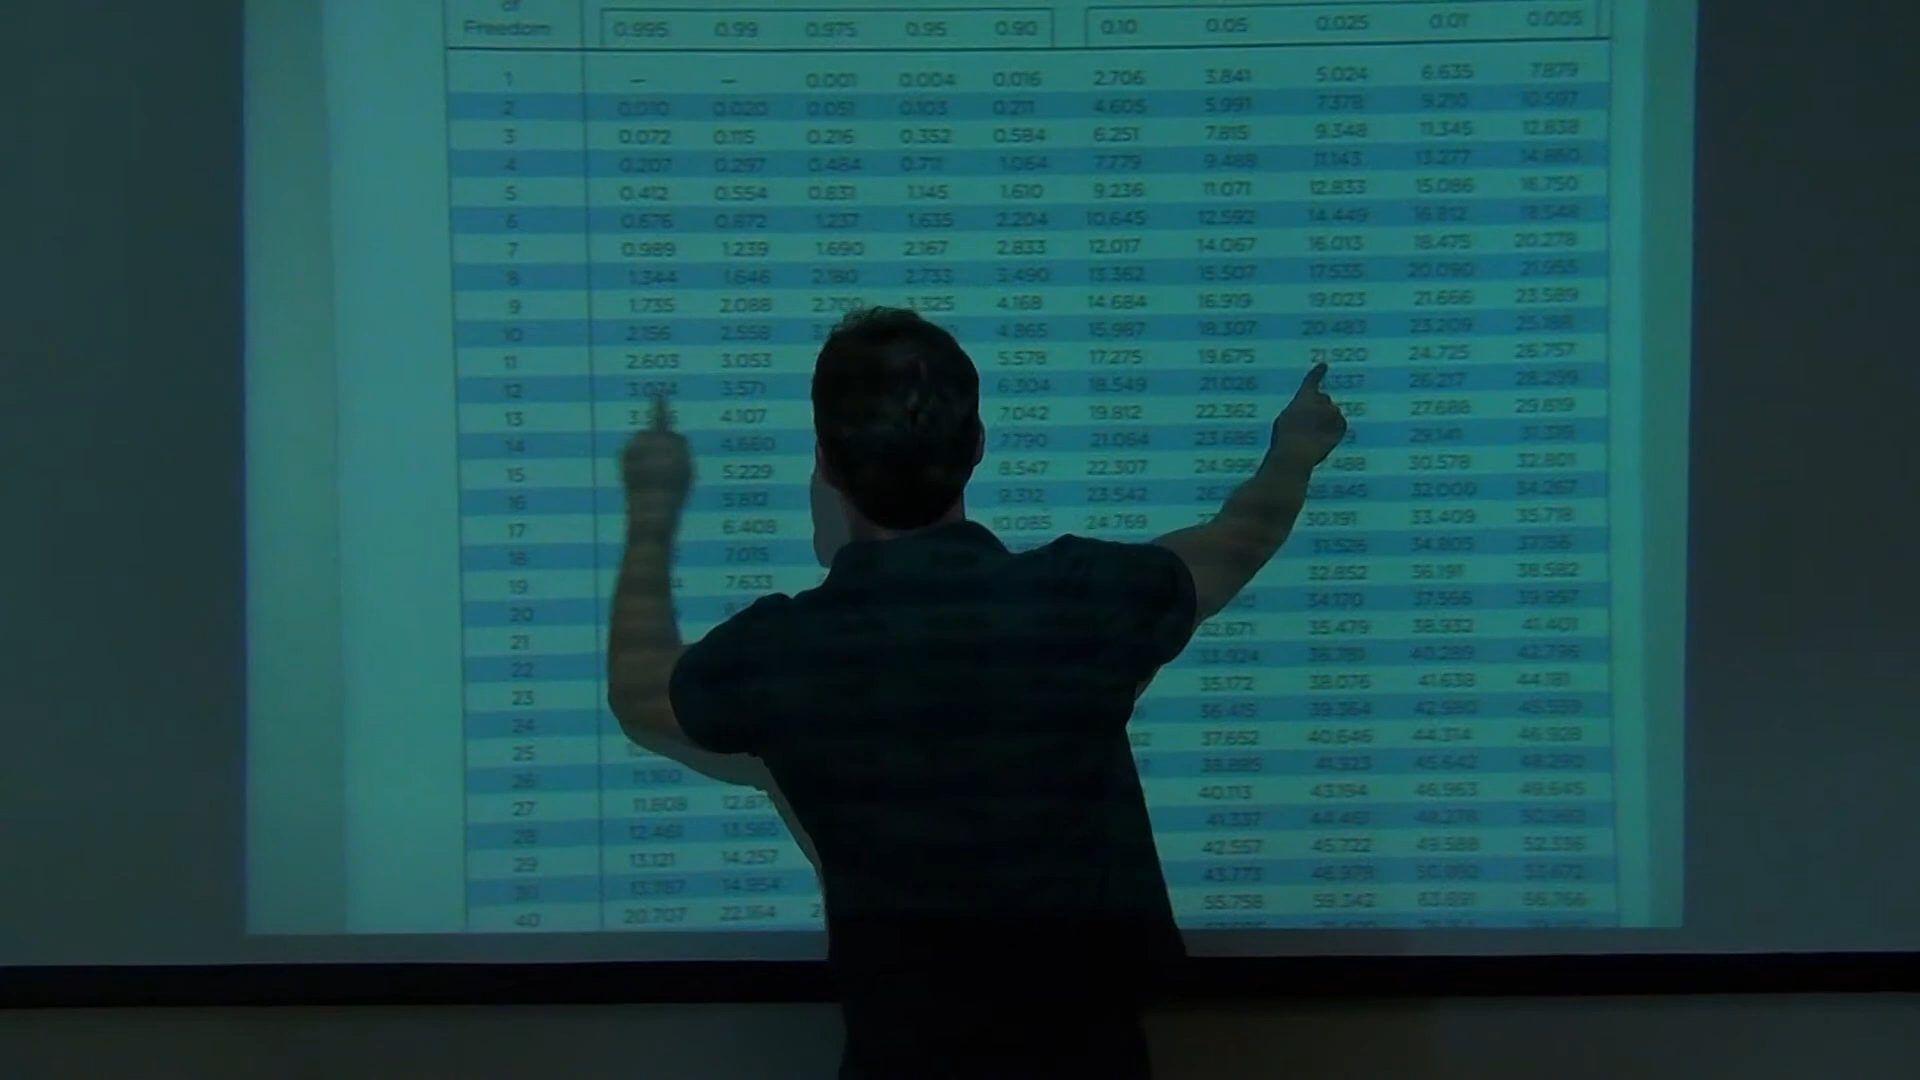 of
Freedom 0.995 0.99 0.975 0.95 0.90 0.10 0.05 0.025 0.01 0.005
1 – – 0.001 0.004 0.016 2.706 3.841 5.024 6.635 7.879
2 0.010 0.020 0.051 0.103 0.211 4.605 5.991 7.378 9.210 10.597
3 0.072 0.115 0.216 0.352 0.584 6.251 7.815 9.348 11.345 12.838
4 0.207 0.297 0.484 0.711 1.064 7.779 9.488 11.143 13.277 14.860
5 0.412 0.554 0.831 1.145 1.610 9.236 11.071 12.833 15.086 16.750
6 0.676 0.872 1.237 1.635 2.204 10.645 12.592 14.449 16.812 18.548
7 0.989 1.239 1.690 2.167 2.833 12.017 14.067 16.013 18.475 20.278
8 1.344 1.646 2.180 2.733 3.490 13.362 15.507 17.535 20.090 21.955
9 1.735 2.088 2.700 3.325 4.168 14.684 16.919 19.023 21.666 23.589
10 2.156 2.558 4.865 15.987 18.307 20.483 23.209 25.188
11 2.603 3.053 5.578 17.275 19.675 21.920 24.725 26.757
12 3.074 3.571 6.304 18.549 21.026 26.217 28.299
13 4.107 7.042 19.812 22.362 27.688 29.819
14 4.660 7.790 21.064 23.685 29.141 31.319
15 5.229 8.547 22.307 24.996 30.578 32.801
16 5.812 9.312 23.542 28.845 32.000 34.267
17 6.408 10.085 24.769 30.191 33.409 35.718
18 7.015 31.526 34.805 37.156
19 7.633 32.852 36.191 38.582
20 34.170 37.566 39.997
21 32.671 35.479 38.932 41.401
22 33.924 36.781 40.289 42.796
23 35.172 38.076 41.638 44.181
24 36.415 39.364 42.980 45.559
25 37.652 40.646 44.314 46.928
26 11.160 38.885 41.923 45.642 48.290
27 11.808 40.113 43.194 46.963 49.645
28 12.461 13.565 41.337 44.461 48.278 50.993
29 13.121 14.257 42.557 45.722 49.588 52.336
30 13.787 14.954 43.773 46.979 50.892 53.672
40 20.707 22.164 55.758 59.342 63.691 66.766